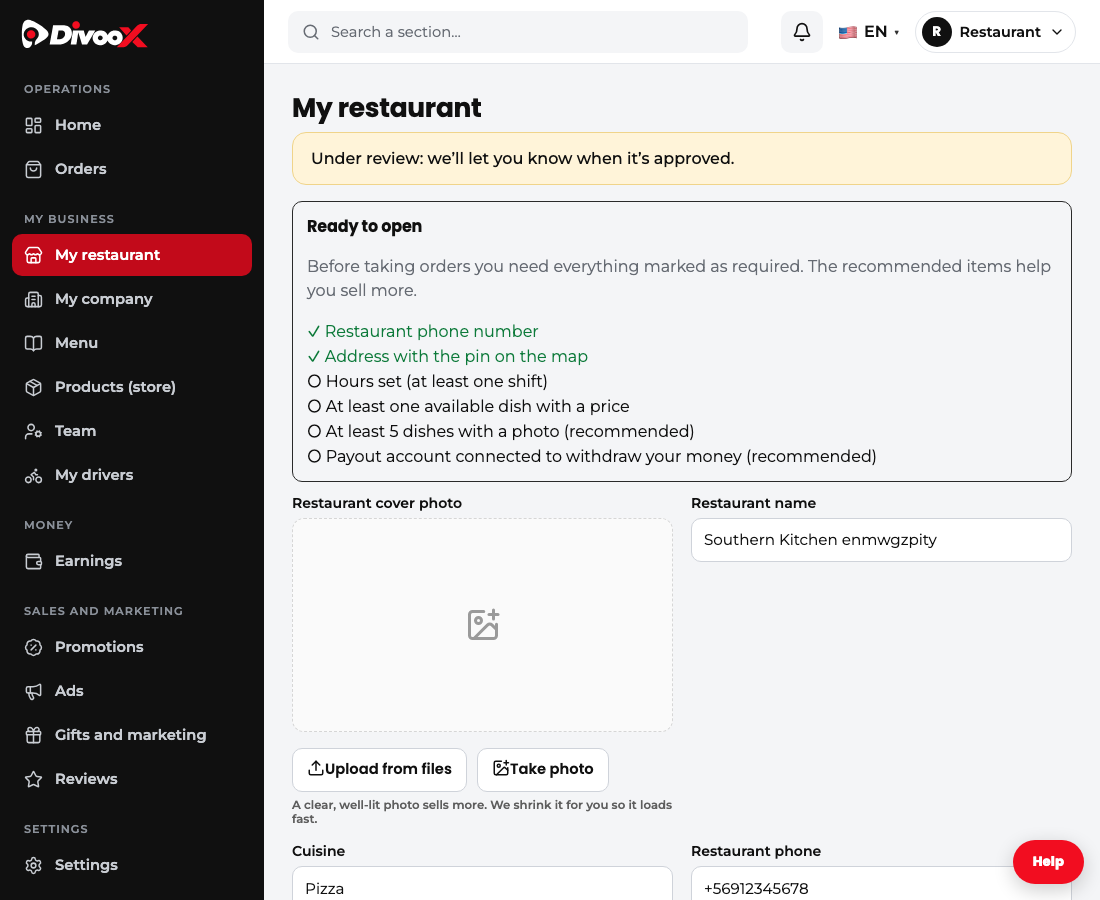 DivooX
Search a section...
EN
R
Restaurant
OPERATIONS
Home
Orders
MY BUSINESS
My restaurant
My company
Menu
Products (store)
Team
My drivers
MONEY
Earnings
SALES AND MARKETING
Promotions
Ads
Gifts and marketing
Reviews
SETTINGS
Settings
My restaurant
Under review: we’ll let you know when it’s approved.
Ready to open
Before taking orders you need everything marked as required. The recommended items help
you sell more.
✓ Restaurant phone number
✓ Address with the pin on the map
○ Hours set (at least one shift)
○ At least one available dish with a price
○ At least 5 dishes with a photo (recommended)
○ Payout account connected to withdraw your money (recommended)
Restaurant cover photo
Restaurant name
Southern Kitchen enmwgzpity
Upload from files
Take photo
A clear, well-lit photo sells more. We shrink it for you so it loads
fast.
Cuisine
Restaurant phone
Pizza
+56912345678
Help